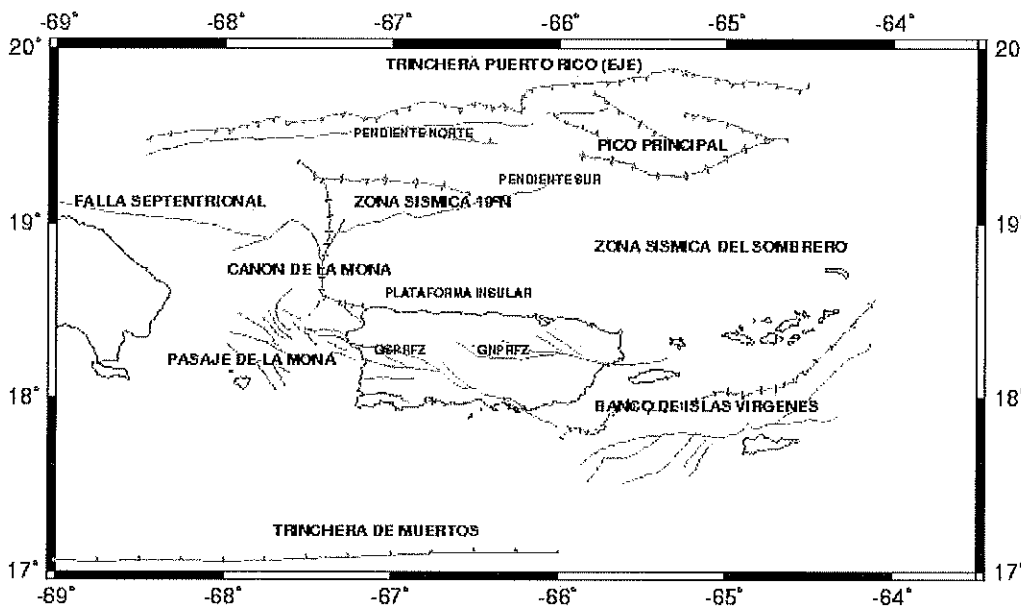 -69° -68° -67° -66° -65° -64°
20° 20
TRINCHERA PUERTO RICO (EJE)
PENDIENTE NORTE
PICO PRINCIPAL
PENDIENTE SUR
FALLA SEPTENTRIONAL ZONA SISMICA 19°N
19° 19°
ZONA SISMICA DEL SOMBRERO
CAÑON DE LA MONA
PLATAFORMA INSULAR
PASAJE DE LA MONA GSPRFZ GNPRFZ
18° 18°
BANCO DE ISLAS VIRGENES
TRINCHERA DE MUERTOS
17° 17°
-69° -68° -67° -66° -65° -64°